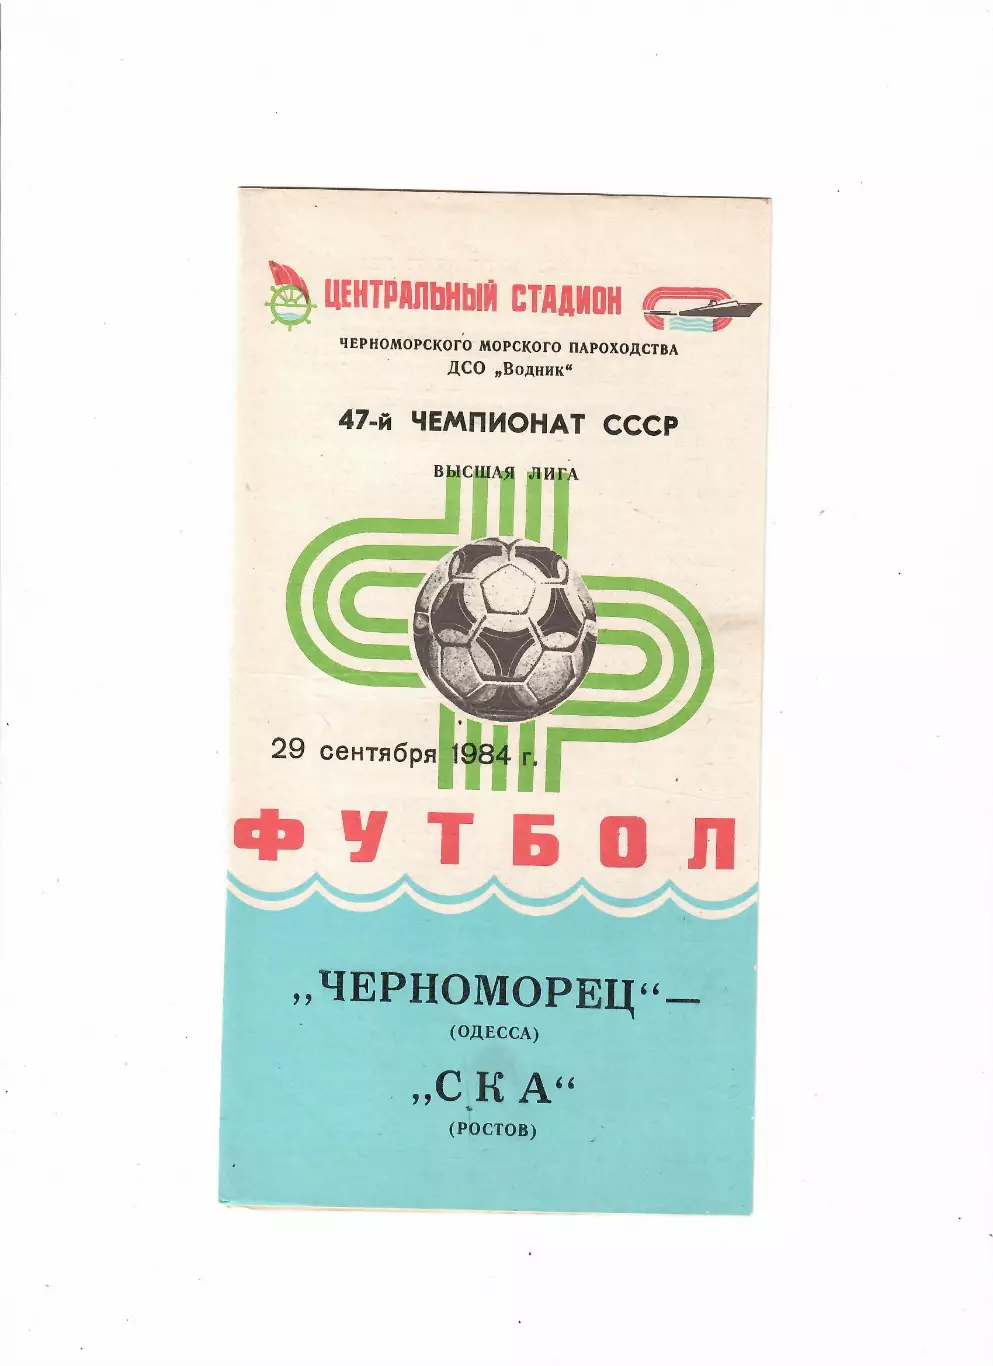 ЦЕНТРАЛЬНЫЙ СТАДИОН
ЧЕРНОМОРСКОГО МОРСКОГО ПАРОХОДСТВА
ДСО „Водник“
47-й ЧЕМПИОНАТ СССР
ВЫСШАЯ ЛИГА
29 сентября 1984 г.
ФУТБОЛ
„ЧЕРНОМОРЕЦ“ —
(ОДЕССА)
„СКА“
(РОСТОВ)